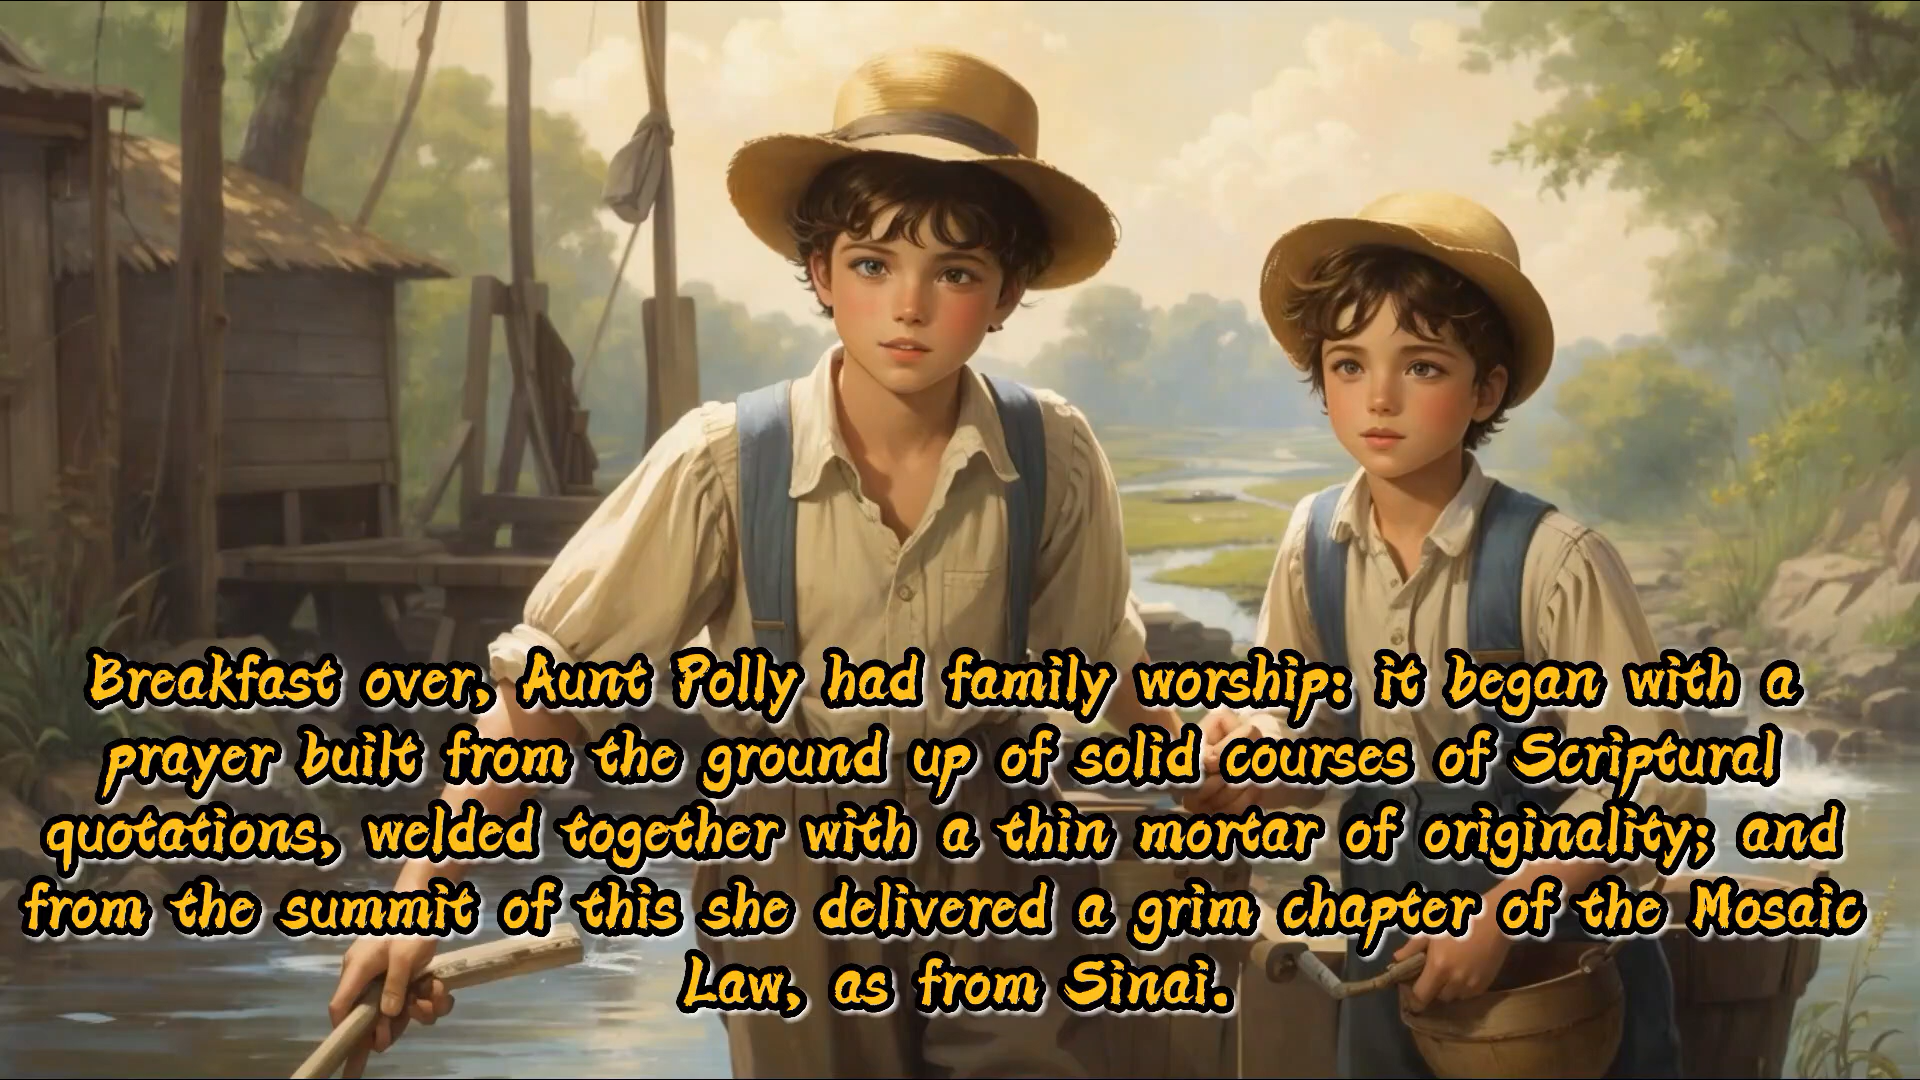 Breakfast over, Aunt Polly had family worship: it began with a
prayer built from the ground up of solid courses of Scriptural
quotations, welded together with a thin mortar of originality; and
from the summit of this she delivered a grim chapter of the Mosaic
Law, as from Sinai.